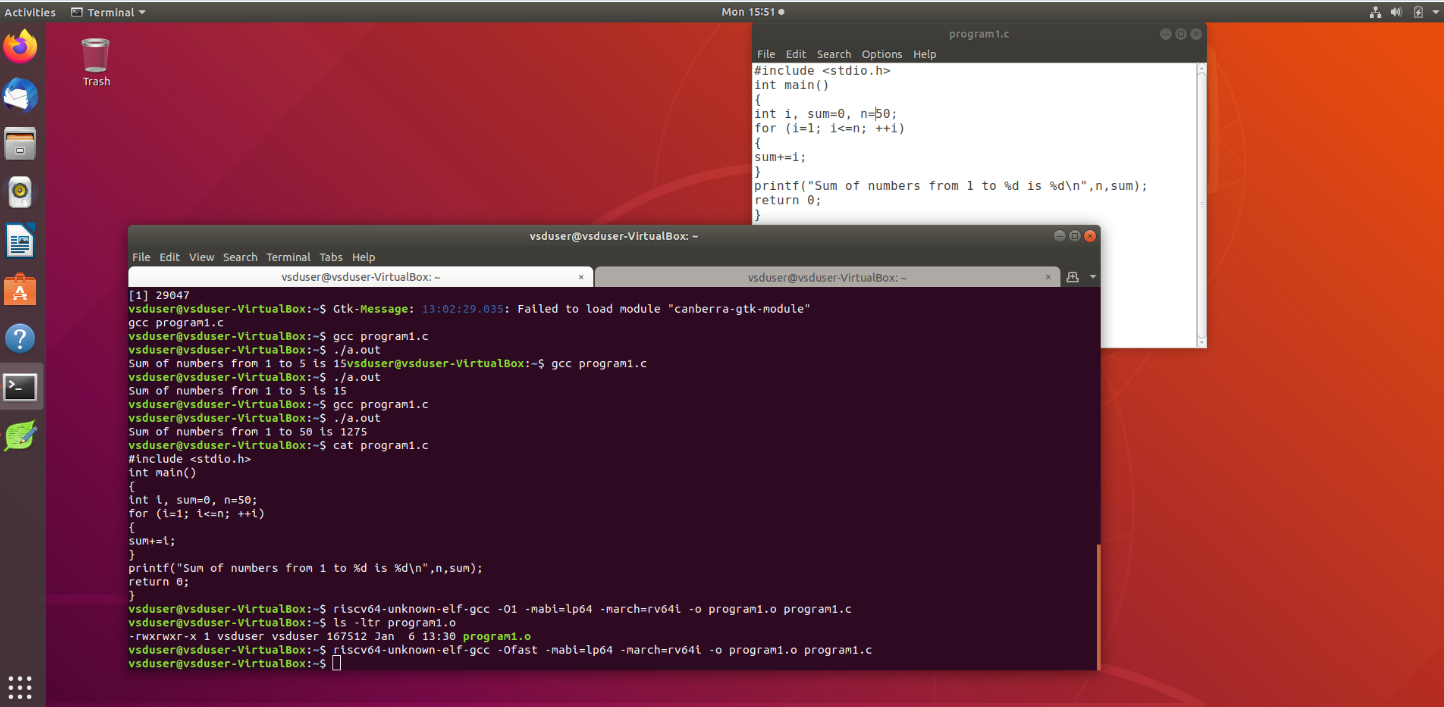 Activities Terminal Mon 15:51
Trash
program1.c
File Edit Search Options Help
#include <stdio.h>
int main()
{
int i, sum=0, n=50;
for (i=1; i<=n; ++i)
{
sum+=i;
}
printf("Sum of numbers from 1 to %d is %d\n",n,sum);
return 0;
}
vsduser@vsduser-VirtualBox: ~
File Edit View Search Terminal Tabs Help
vsduser@vsduser-VirtualBox: ~ × vsduser@vsduser-VirtualBox: ~ ×
[1] 29047
vsduser@vsduser-VirtualBox:~$ Gtk-Message: 13:02:29.035: Failed to load module "canberra-gtk-module"
gcc program1.c
vsduser@vsduser-VirtualBox:~$ gcc program1.c
vsduser@vsduser-VirtualBox:~$ ./a.out
Sum of numbers from 1 to 5 is 15vsduser@vsduser-VirtualBox:~$ gcc program1.c
vsduser@vsduser-VirtualBox:~$ ./a.out
Sum of numbers from 1 to 5 is 15
vsduser@vsduser-VirtualBox:~$ gcc program1.c
vsduser@vsduser-VirtualBox:~$ ./a.out
Sum of numbers from 1 to 50 is 1275
vsduser@vsduser-VirtualBox:~$ cat program1.c
#include <stdio.h>
int main()
{
int i, sum=0, n=50;
for (i=1; i<=n; ++i)
{
sum+=i;
}
printf("Sum of numbers from 1 to %d is %d\n",n,sum);
return 0;
}
vsduser@vsduser-VirtualBox:~$ riscv64-unknown-elf-gcc -O1 -mabi=lp64 -march=rv64i -o program1.o program1.c
vsduser@vsduser-VirtualBox:~$ ls -ltr program1.o
-rwxrwxr-x 1 vsduser vsduser 167512 Jan  6 13:30 program1.o
vsduser@vsduser-VirtualBox:~$ riscv64-unknown-elf-gcc -Ofast -mabi=lp64 -march=rv64i -o program1.o program1.c
vsduser@vsduser-VirtualBox:~$